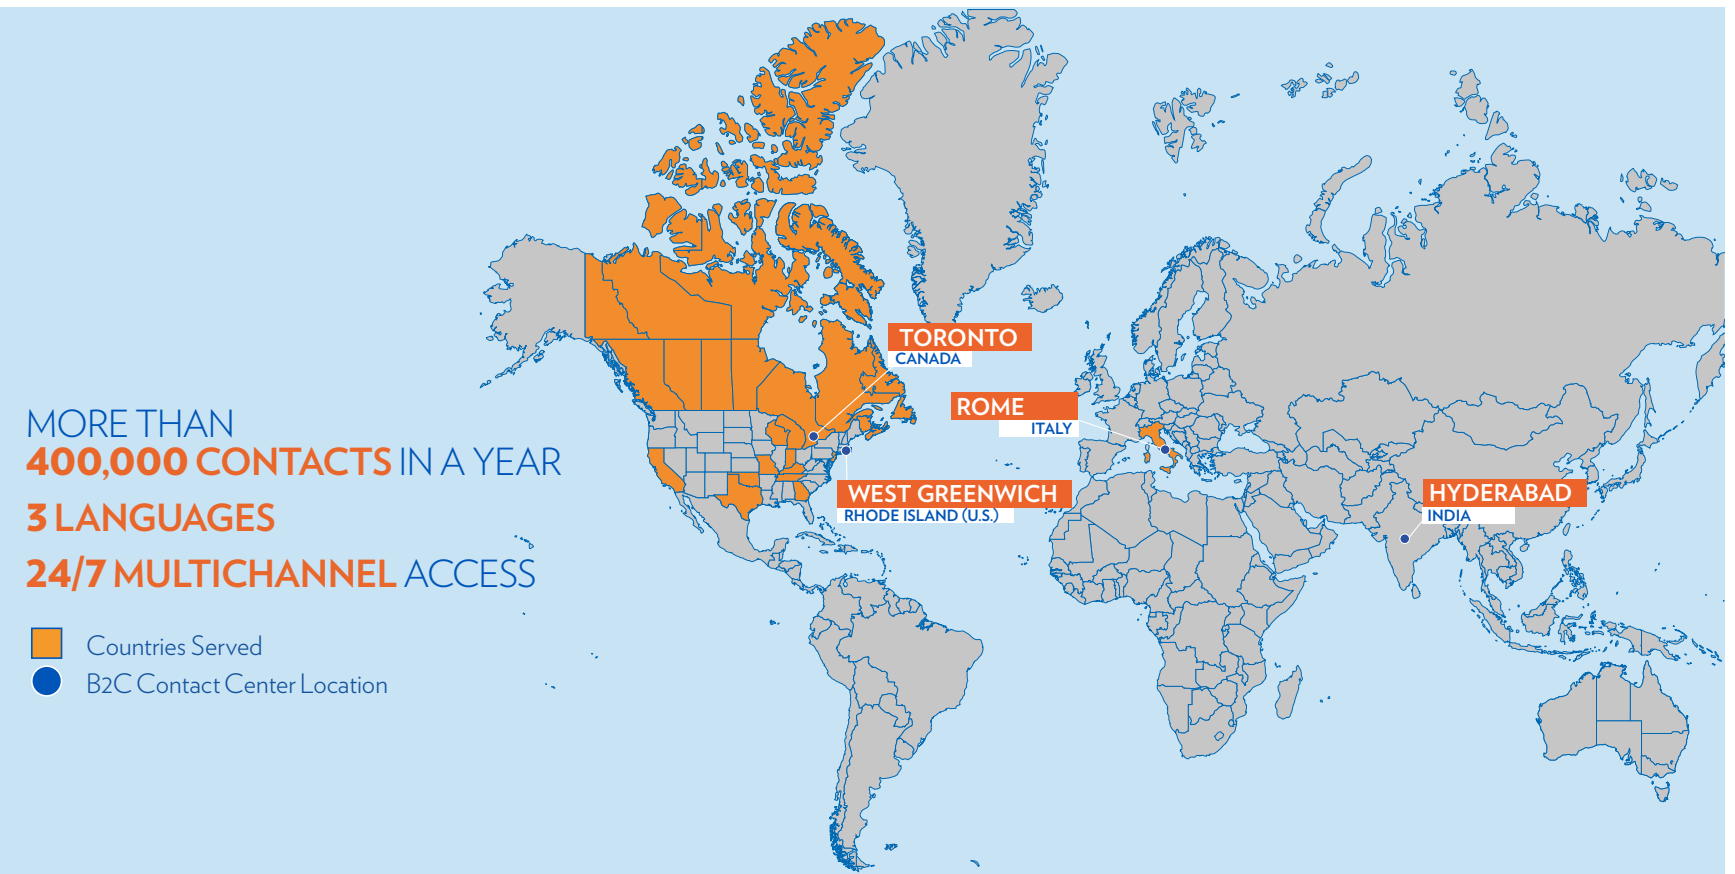 MORE THAN
400,000 CONTACTS IN A YEAR
3 LANGUAGES
24/7 MULTICHANNEL ACCESS
Countries Served
B2C Contact Center Location
TORONTO
CANADA
ROME
ITALY
WEST GREENWICH
RHODE ISLAND (U.S.)
HYDERABAD
INDIA